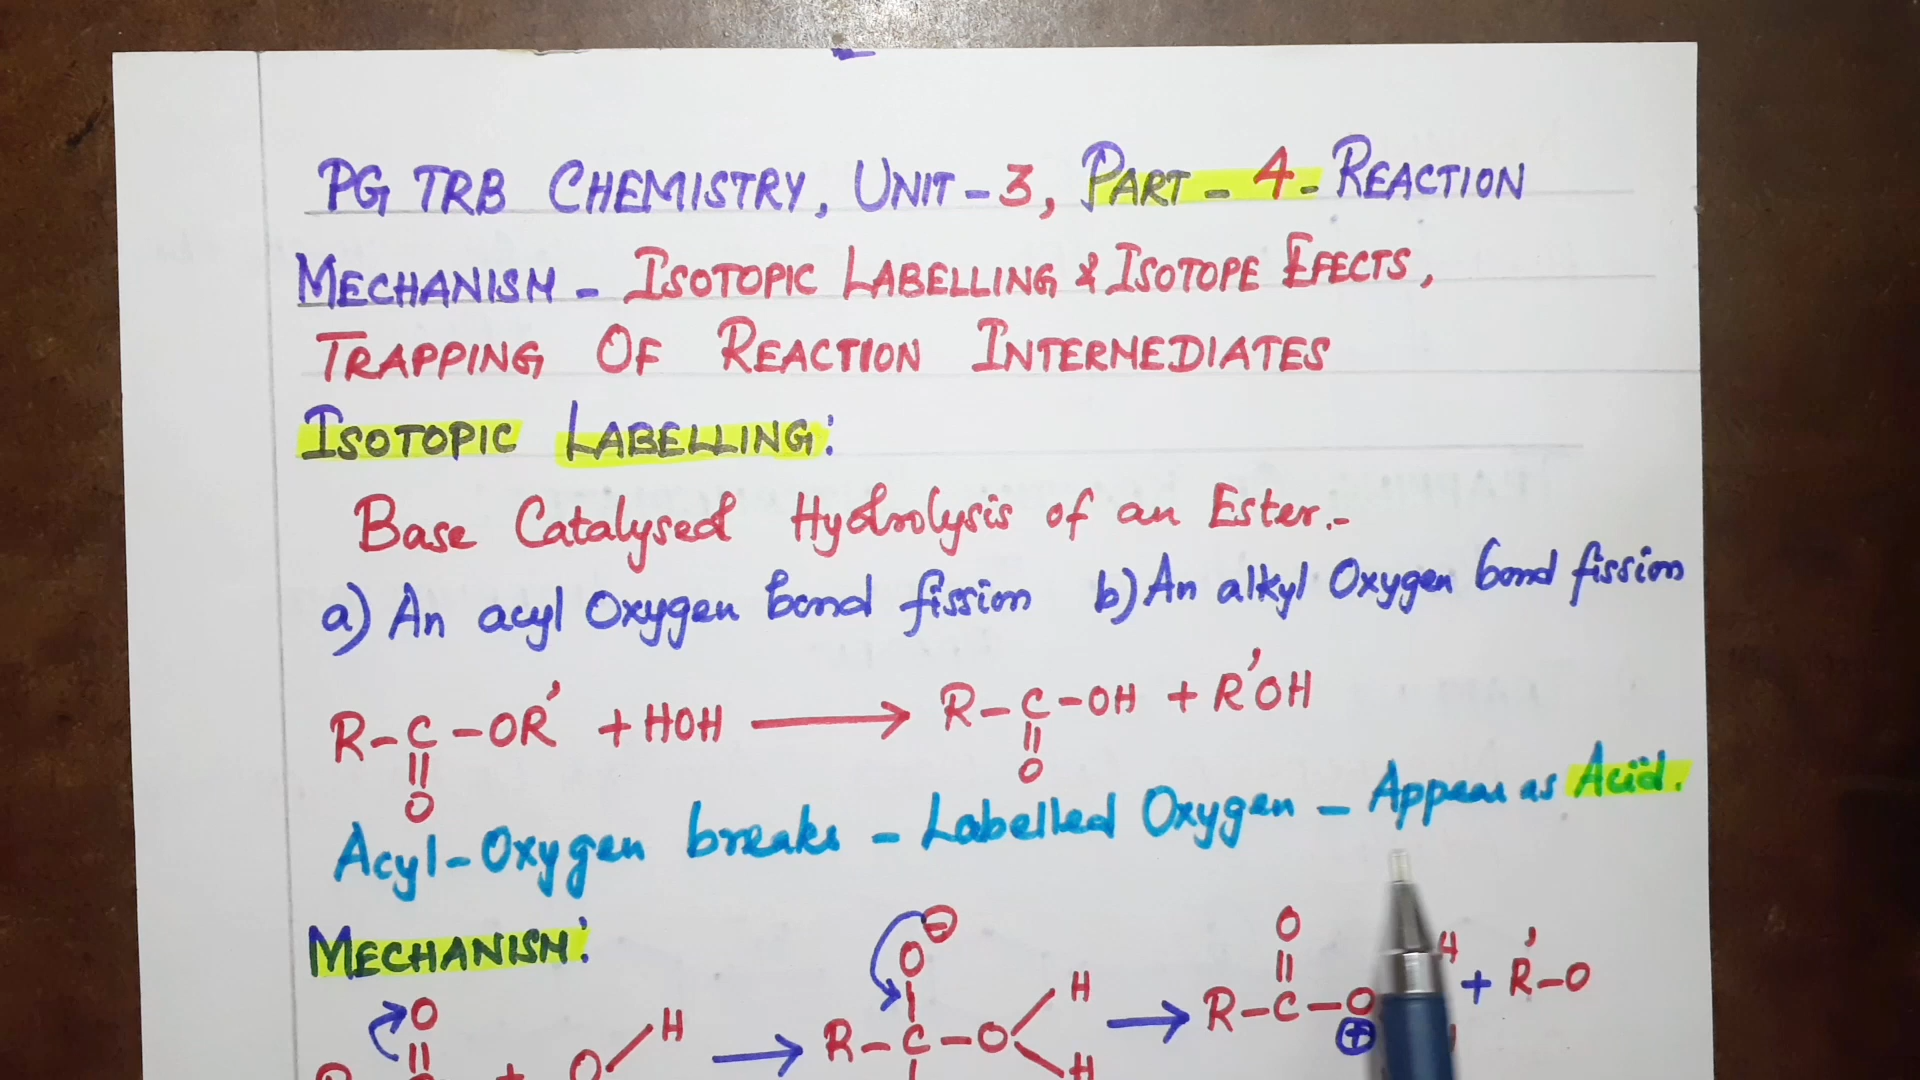 PG TRB CHEMISTRY, UNIT - 3, PART - 4 - REACTION
MECHANISM - ISOTOPIC LABELLING & ISOTOPE EFECTS,
TRAPPING OF REACTION INTERMEDIATES
ISOTOPIC LABELLING:
Base Catalysed Hydrolysis of an Ester.-
a) An acyl Oxygen bond fission b) An alkyl Oxygen bond fission
R-C-OR' + HOH → R-C-OH + R'OH
|| ||
O O
Acyl-Oxygen breaks - Labelled Oxygen - Appear as Acid.
MECHANISM:
O ⊖ O
O || H
O H R-C-O + R'-O
|| H → R-C-O → ⊕
+ O H